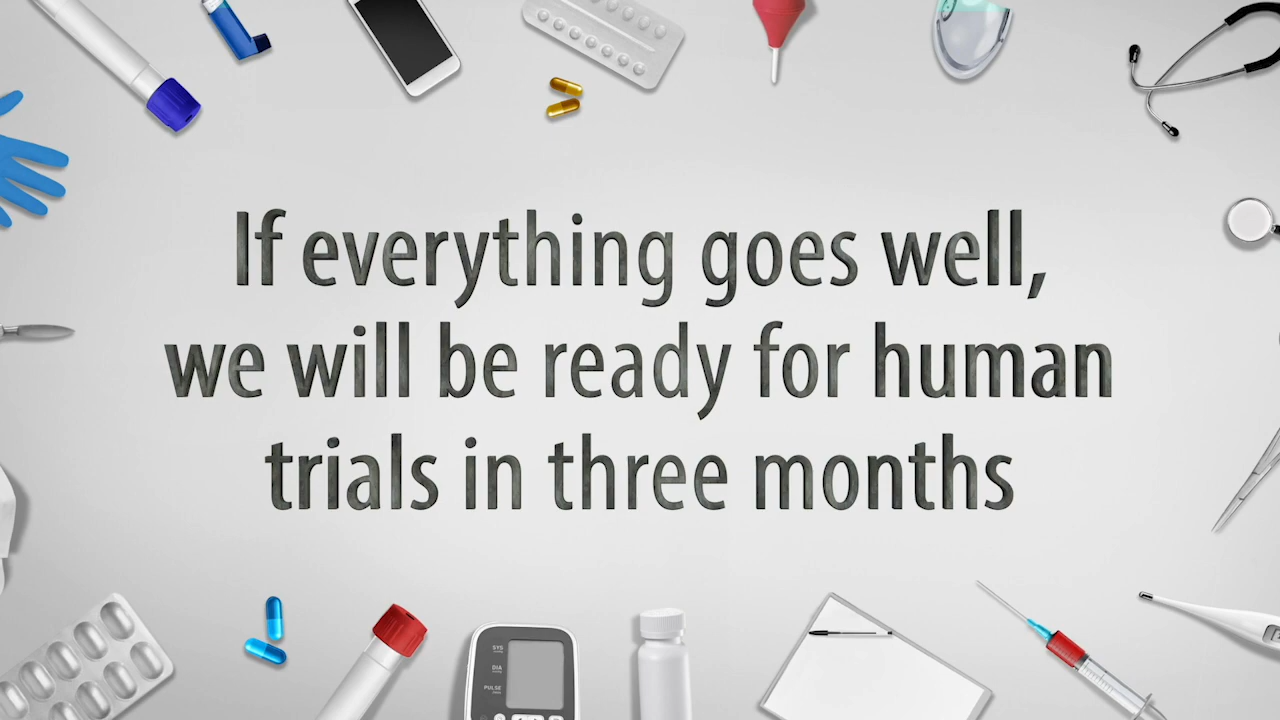 If everything goes well,
we will be ready for human
trials in three months
SYS
DIA
PULSE